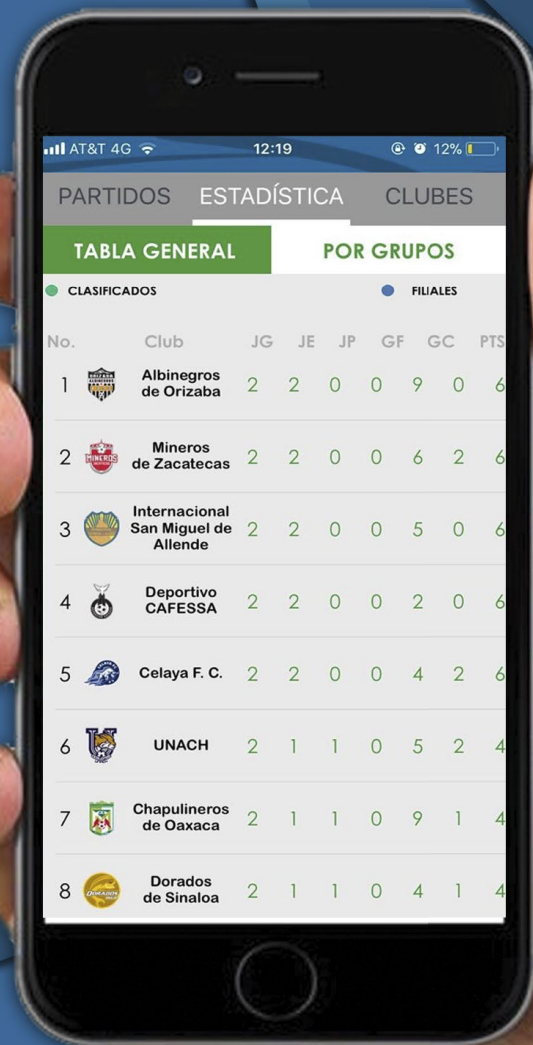 AT&T 4G 12:19 12%
PARTIDOS ESTADÍSTICA CLUBES
TABLA GENERAL POR GRUPOS
CLASIFICADOS FILIALES
No. Club JG JE JP GF GC PTS
1 Albinegros
de Orizaba 2 2 0 0 9 0 6
2 Mineros
de Zacatecas 2 2 0 0 6 2 6
3 Internacional
San Miguel de
Allende 2 2 0 0 5 0 6
4 Deportivo
CAFESSA 2 2 0 0 2 0 6
5 Celaya F. C. 2 2 0 0 4 2 6
6 UNACH 2 1 1 0 5 2 4
7 Chapulineros
de Oaxaca 2 1 1 0 9 1 4
8 Dorados
de Sinaloa 2 1 1 0 4 1 4